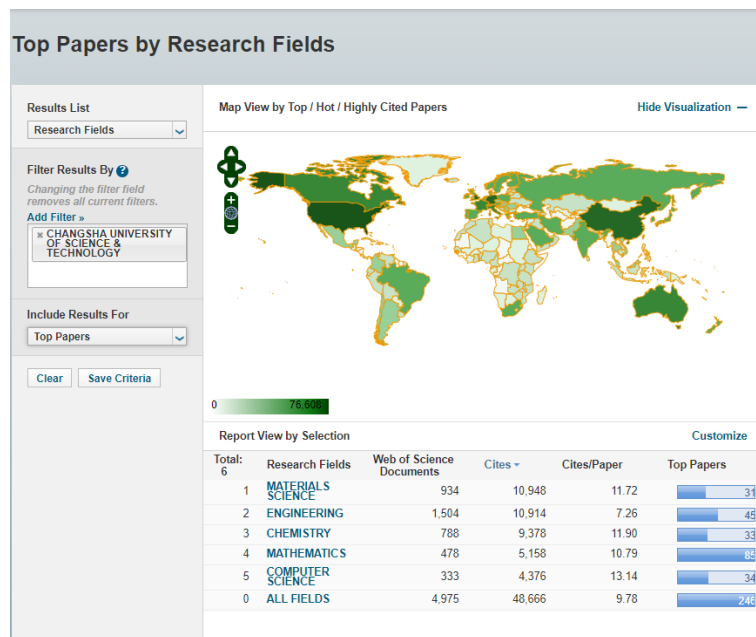 Top Papers by Research Fields
Results List
Research Fields
Filter Results By ?
Changing the filter field
removes all current filters.
Add Filter »
CHANGSHA UNIVERSITY
OF SCIENCE &
TECHNOLOGY
Include Results For
Top Papers
Clear Save Criteria
Map View by Top / Hot / Highly Cited Papers Hide Visualization —
+
−
0 76,608
Report View by Selection Customize
Total:
6 Research Fields Web of Science
Documents Cites Cites/Paper Top Papers
1 MATERIALS
SCIENCE 934 10,948 11.72 31
2 ENGINEERING 1,504 10,914 7.26 45
3 CHEMISTRY 788 9,378 11.90 33
4 MATHEMATICS 478 5,158 10.79 85
5 COMPUTER
SCIENCE 333 4,376 13.14 34
0 ALL FIELDS 4,975 48,666 9.78 246